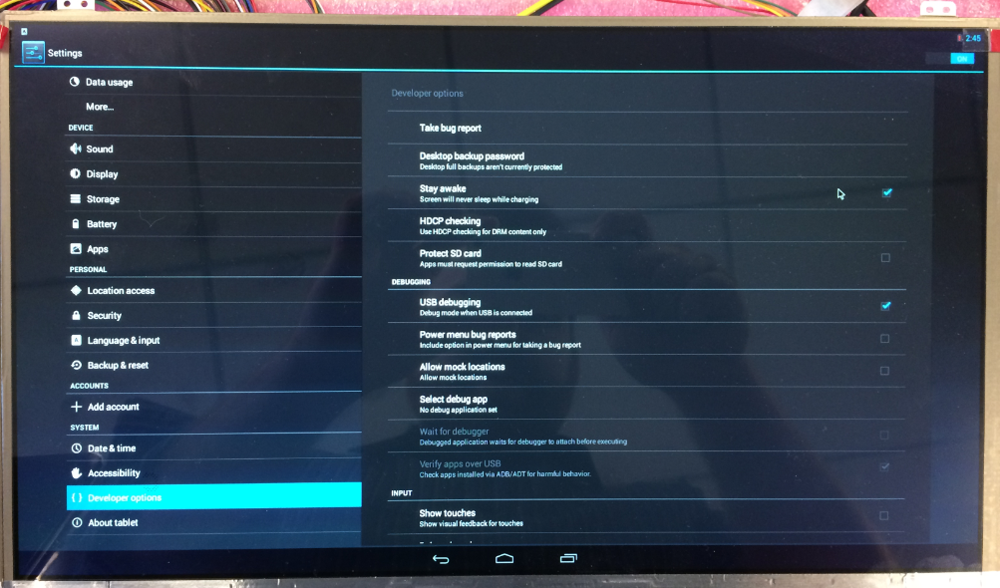 2:45
Settings
ON
Data usage
More...
DEVICE
Sound
Display
Storage
Battery
Apps
PERSONAL
Location access
Security
Language & input
Backup & reset
ACCOUNTS
Add account
SYSTEM
Date & time
Accessibility
Developer options
About tablet
Developer options
Take bug report
Desktop backup password
Desktop full backups aren't currently protected
Stay awake
Screen will never sleep while charging
HDCP checking
Use HDCP checking for DRM content only
Protect SD card
Apps must request permission to read SD card
DEBUGGING
USB debugging
Debug mode when USB is connected
Power menu bug reports
Include option in power menu for taking a bug report
Allow mock locations
Allow mock locations
Select debug app
No debug application set
Wait for debugger
Debugged application waits for debugger to attach before executing
Verify apps over USB
Check apps installed via ADB/ADT for harmful behavior.
INPUT
Show touches
Show visual feedback for touches